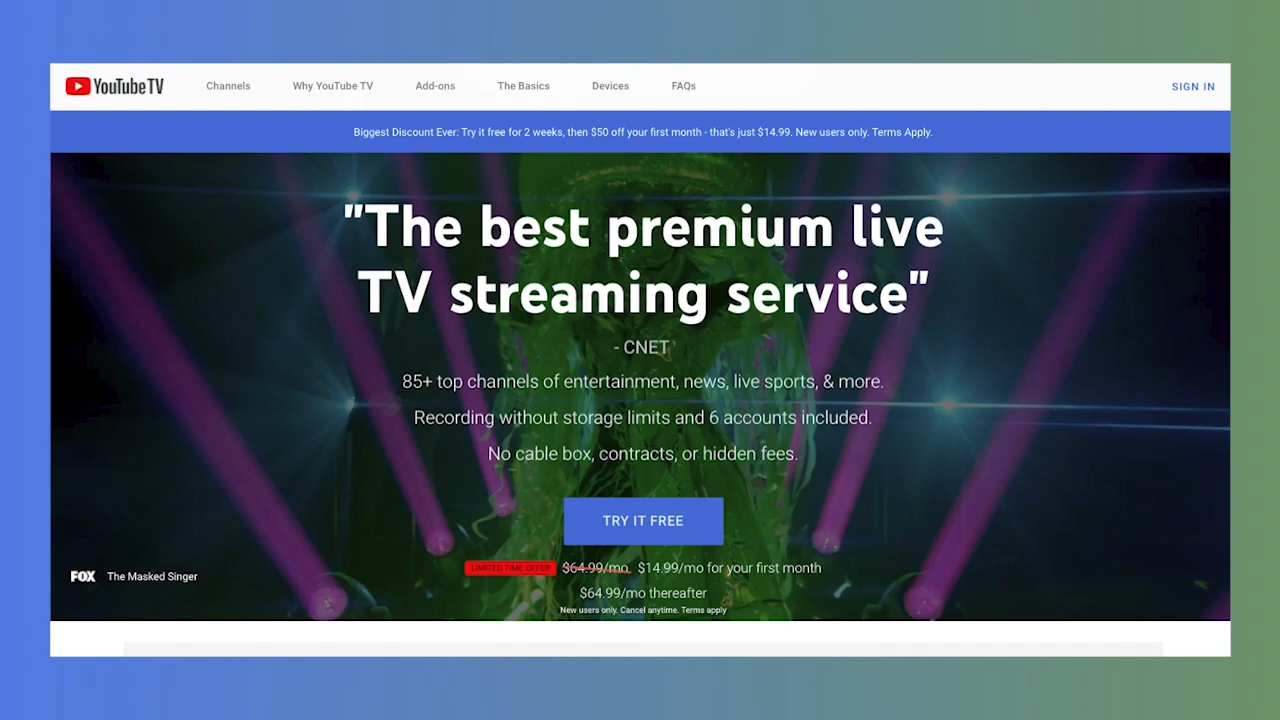 YouTube TV
Channels
Why YouTube TV
Add-ons
The Basics
Devices
FAQs
SIGN IN
Biggest Discount Ever: Try it free for 2 weeks, then $50 off your first month - that's just $14.99. New users only. Terms Apply.
"The best premium live
TV streaming service"
- CNET
85+ top channels of entertainment, news, live sports, & more.
Recording without storage limits and 6 accounts included.
No cable box, contracts, or hidden fees.
TRY IT FREE
LIMITED TIME OFFER $64.99/mo. $14.99/mo for your first month
$64.99/mo thereafter
New users only. Cancel anytime. Terms apply
FOX The Masked Singer